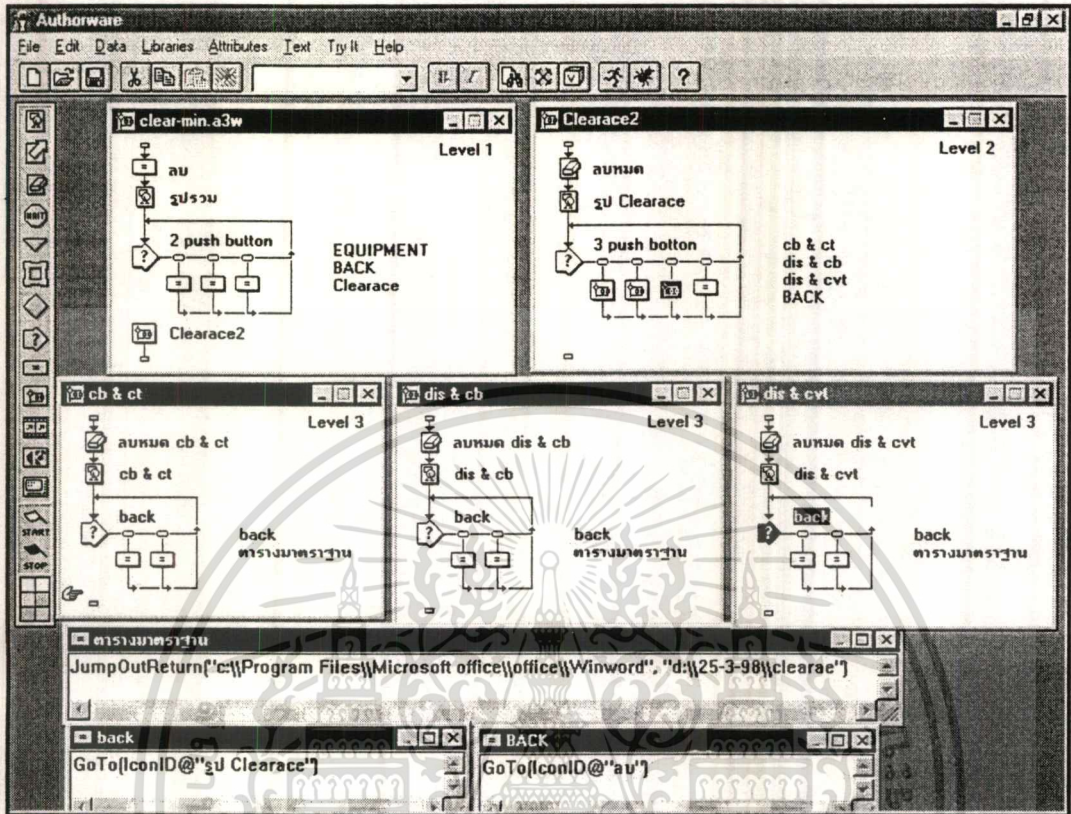 Authorware
File Edit Data Libraries Attributes Text Try It Help
B I
?
clear-min.a3w
Level 1
ลบ
รูปรวม
2 push button
EQUIPMENT
BACK
Clearace
Clearace2
Clearace2
Level 2
ลบหมด
รูป Clearace
3 push botton
cb & ct
dis & cb
dis & cvt
BACK
WAIT
START
STOP
cb & ct
Level 3
ลบหมด cb & ct
cb & ct
back
back
ตารางมาตราฐาน
dis & cb
Level 3
ลบหมด dis & cb
dis & cb
back
back
ตารางมาตราฐาน
dis & cvt
Level 3
ลบหมด dis & cvt
dis & cvt
back
back
ตารางมาตราฐาน
ตารางมาตราฐาน
JumpOutReturn("c:\\Program Files\\Microsoft office\\office\\Winword", "d:\\25-3-98\\clearae")
back
GoTo(IconID@"รูป Clearace")
BACK
GoTo(IconID@"ลบ")